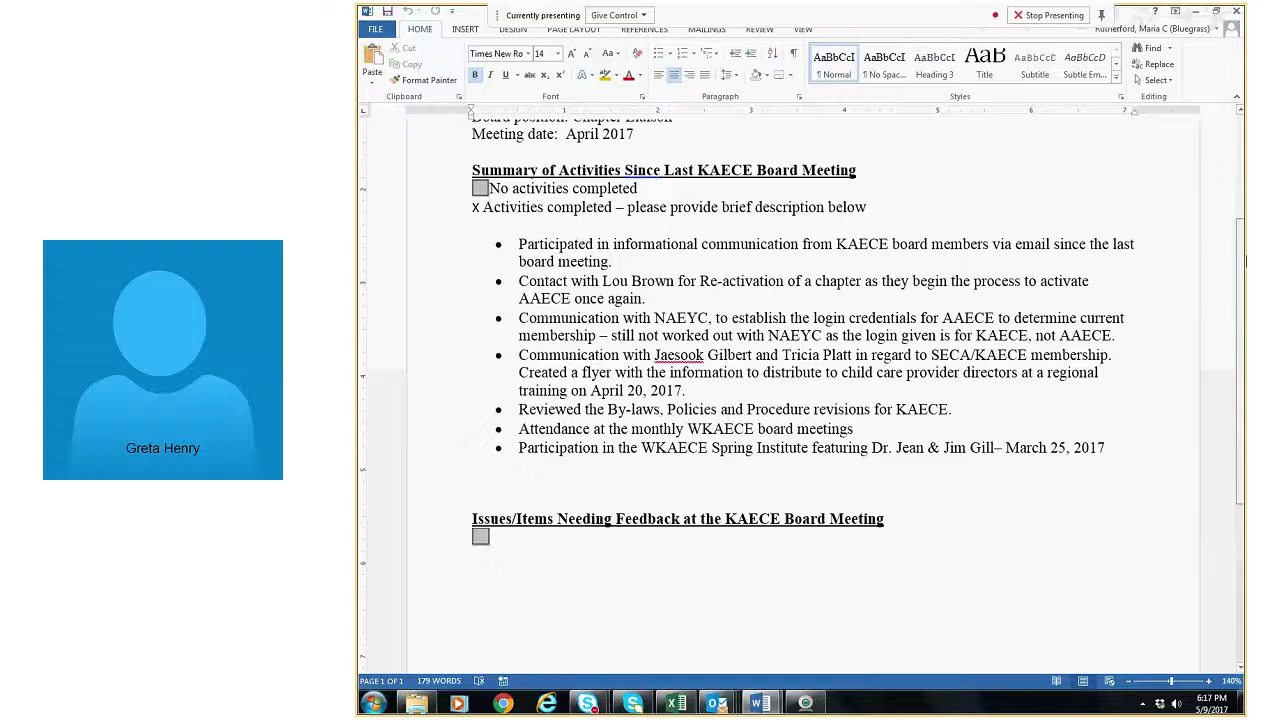 Currently presenting
Give Control
Stop Presenting
FILE
HOME
INSERT
DESIGN
PAGE LAYOUT
REFERENCES
MAILINGS
REVIEW
VIEW
Rutherford, Maria C (Bluegrass)
Paste
Cut
Copy
Format Painter
Clipboard
Times New Ro
14
Font
Paragraph
AaBbCcI
¶ Normal
AaBbCcI
¶ No Spac...
AaBbCc
Heading 3
AaB
Title
AaBbCcI
Subtitle
AaBbCcD
Subtle Em...
Styles
Find
Replace
Select
Editing
Board position: Chapter Liaison
Meeting date: April 2017
Summary of Activities Since Last KAECE Board Meeting
No activities completed
x Activities completed – please provide brief description below
• Participated in informational communication from KAECE board members via email since the last
board meeting.
• Contact with Lou Brown for Re-activation of a chapter as they begin the process to activate
AAECE once again.
• Communication with NAEYC, to establish the login credentials for AAECE to determine current
membership – still not worked out with NAEYC as the login given is for KAECE, not AAECE.
• Communication with Jaesook Gilbert and Tricia Platt in regard to SECA/KAECE membership.
Created a flyer with the information to distribute to child care provider directors at a regional
training on April 20, 2017.
• Reviewed the By-laws, Policies and Procedure revisions for KAECE.
• Attendance at the monthly WKAECE board meetings
• Participation in the WKAECE Spring Institute featuring Dr. Jean & Jim Gill– March 25, 2017
Issues/Items Needing Feedback at the KAECE Board Meeting
Greta Henry
PAGE 1 OF 1
179 WORDS
140%
6:17 PM
5/9/2017